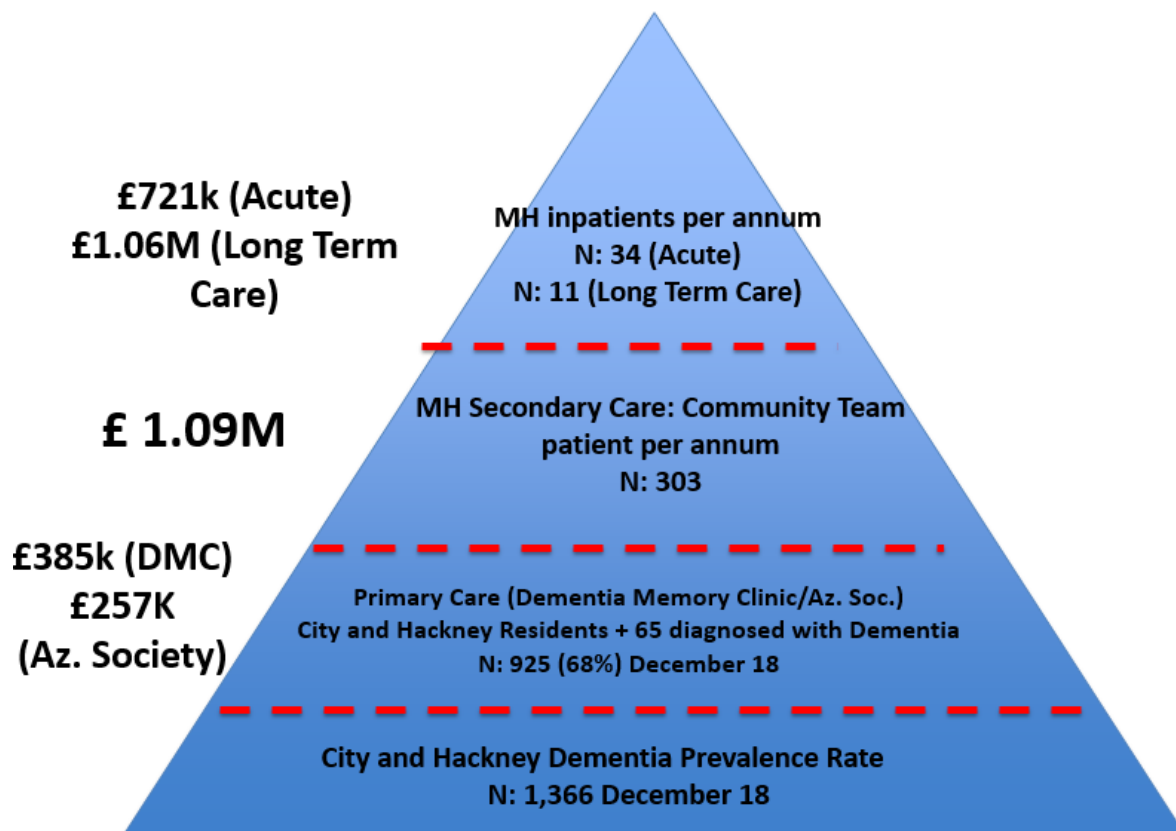 £721k (Acute)
£1.06M (Long Term
Care)
MH inpatients per annum
N: 34 (Acute)
N: 11 (Long Term Care)
£ 1.09M
MH Secondary Care: Community Team
patient per annum
N: 303
£385k (DMC)
£257K
(Az. Society)
Primary Care (Dementia Memory Clinic/Az. Soc.)
City and Hackney Residents + 65 diagnosed with Dementia
N: 925 (68%) December 18
City and Hackney Dementia Prevalence Rate
N: 1,366 December 18